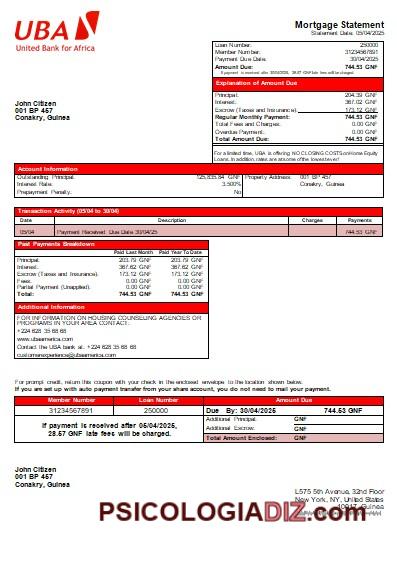 UBA
United Bank for Africa
Mortgage Statement
Statement Date: 05/04/2025
Loan Number: 250000
Member Number: 31234567891
Payment Due Date: 30/04/2025
Amount Due: 744.53 GNF
If payment is received after 30/04/2025, 28.57 GNF late fees will be charged.
Explanation of Amount Due
Principal: 204.39 GNF
Interest: 367.02 GNF
Escrow (Taxes and Insurance): 173.12 GNF
Regular Monthly Payment: 744.53 GNF
Total Fees and Charges: 0.00 GNF
Overdue Payment: 0.00 GNF
Total Amount Due: 744.53 GNF
John Citizen
001 BP 457
Conakry, Guinea
For a limited time, UBA is offering NO CLOSING COSTS on Home Equity
Loans. In addition, rates are at some of the lowest ever!
Account Information
Outstanding Principal: 125,835.84 GNF Property Address: 001 BP 457
Interest Rate: 3.500% Conakry, Guinea
Prepayment Penalty: No
Transaction Activity (05/04 to 30/04)
Date Description Charges Payments
05/04 Payment Received Due Date 30/04/25 744.53 GNF
Past Payments Breakdown
Paid Last Month Paid Year To Date
Principal: 203.79 GNF 203.79 GNF
Interest: 367.62 GNF 367.62 GNF
Escrow (Taxes and Insurance): 173.12 GNF 173.12 GNF
Fees: 0.00 GNF 0.00 GNF
Partial Payment (Unapplied): 0.00 GNF 0.00 GNF
Total: 744.53 GNF 744.53 GNF
Additional Information
FOR INFORMATION ON HOUSING COUNSELING AGENCIES OR
PROGRAMS IN YOUR AREA CONTACT:
+224 628 35 68 68
www.ubaamerica.com
Contact the UBA bank at: +224 628 35 68 68
customerexperience@ubaamerica.com
For prompt credit, return this coupon with your check in the enclosed envelope to the location shown below.
If you are set up with auto payment transfer from your share account, you do not need to mail your payment.
Member Number Loan Number Amount Due
31234567891 250000 Due By: 30/04/2025 744.53 GNF
If payment is received after 05/04/2025,
28.57 GNF late fees will be charged.
Additional Principal: GNF
Additional Escrow: GNF
Total Amount Enclosed: GNF
John Citizen
001 BP 457
Conakry, Guinea
L575 5th Avenue, 32nd Floor
New York, NY, United States
10017, Guinea
PSICOLOGIADIZ.com